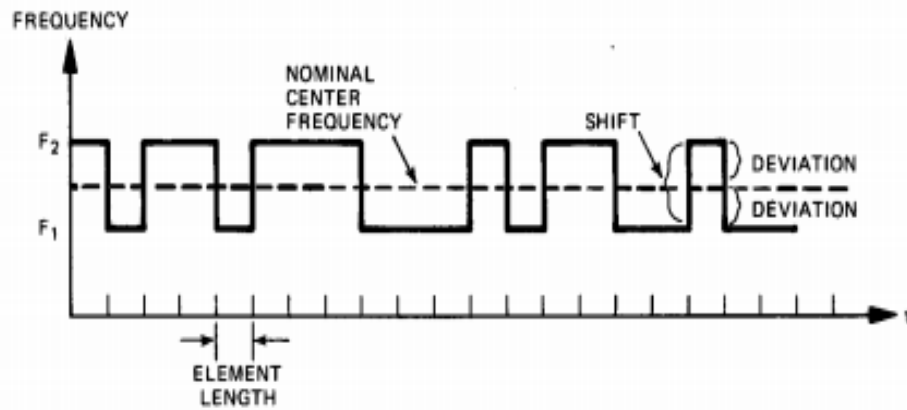 FREQUENCY
NOMINAL
CENTER
FREQUENCY
SHIFT
F2
DEVIATION
DEVIATION
F1
ELEMENT
LENGTH